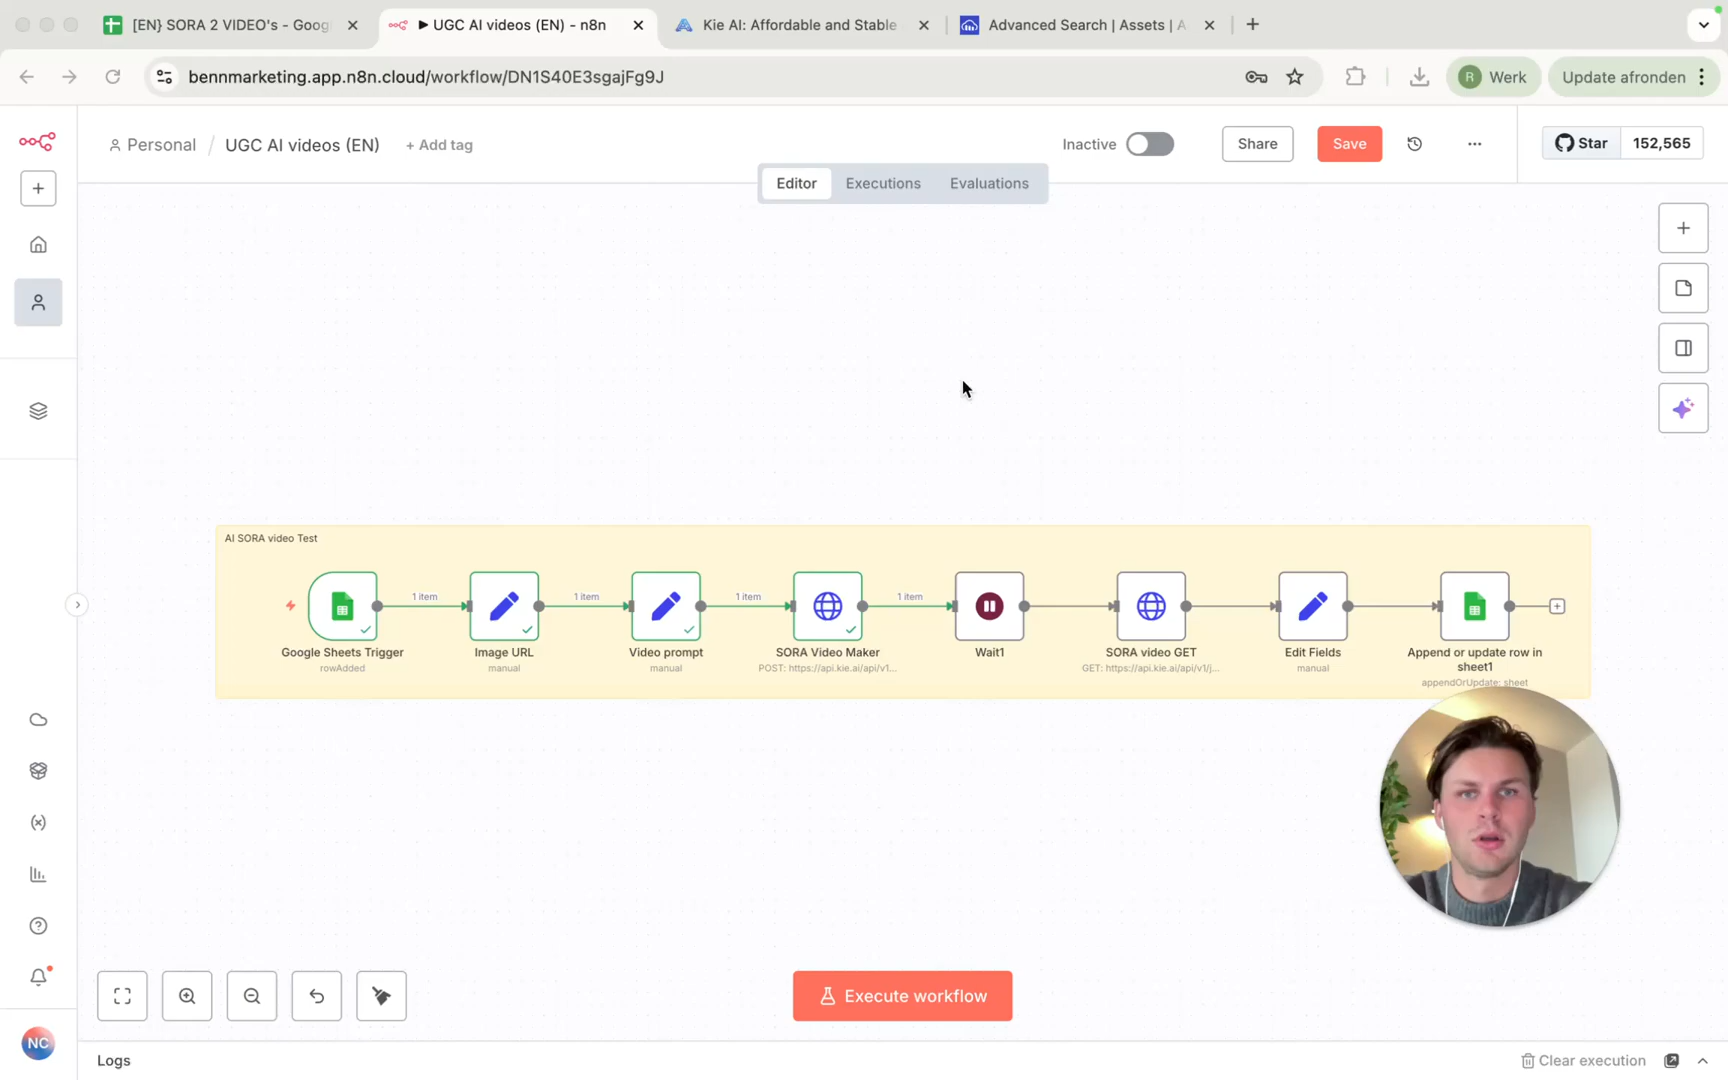 [EN} SORA 2 VIDEO's - Goog
UGC AI videos (EN) - n8n
Kie AI: Affordable and Stable
Advanced Search | Assets | A
bennmarketing.app.n8n.cloud/workflow/DN1S40E3sgajFg9J
R
Werk
Update afronden
Personal / UGC AI videos (EN)
+ Add tag
Inactive
Share
Save
Star
152,565
Editor
Executions
Evaluations
AI SORA video Test
1 item
1 item
1 item
1 item
Google Sheets Trigger
rowAdded
Image URL
manual
Video prompt
manual
SORA Video Maker
POST: https://api.kie.ai/api/v1...
Wait1
SORA video GET
GET: https://api.kie.ai/api/v1/j...
Edit Fields
manual
Append or update row in
sheet1
appendOrUpdate: sheet
Execute workflow
NC
Logs
Clear execution